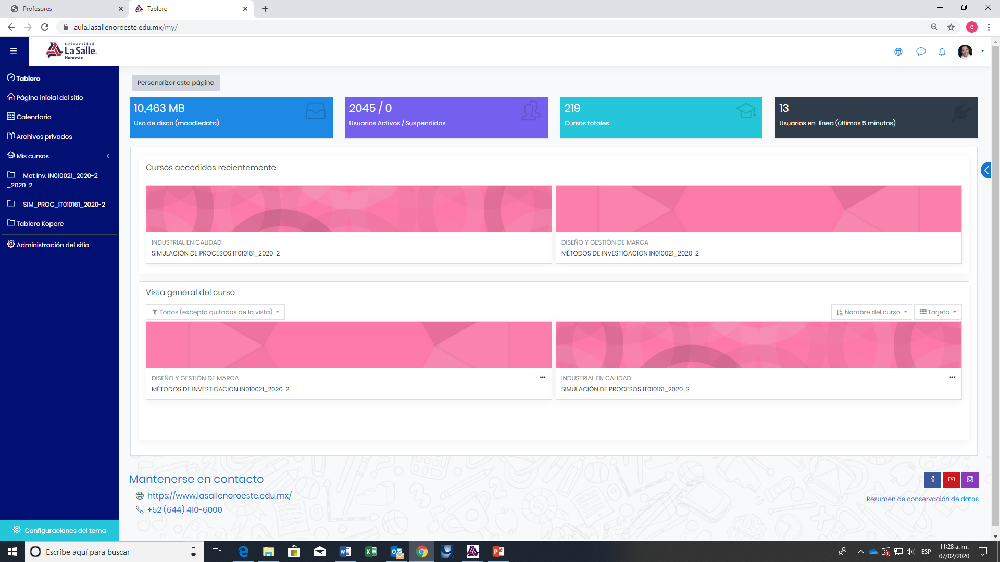 Profesores
Tablero
aula.lasallenoroeste.edu.mx/my/
c
Universidad
La Salle
Noroeste
Tablero
Página inicial del sitio
Calendario
Archivos privados
Mis cursos
Met Inv. IN010021_2020-2
_2020-2
SIM_PROC_IT010161_2020-2
Tablero Kopere
Administración del sitio
Configuraciones del tema
Personalizar esta página
10,463 MB
Uso de disco (moodledata)
2045 / 0
Usuarios Activos / Suspendidos
219
Cursos totales
13
Usuarios en-línea (últimos 5 minutos)
Cursos accedidos recientemente
INDUSTRIAL EN CALIDAD
SIMULACIÓN DE PROCESOS IT010161_2020-2
DISEÑO Y GESTIÓN DE MARCA
MÉTODOS DE INVESTIGACIÓN IN010021_2020-2
Vista general del curso
Todos (excepto quitados de la vista)
Nombre del curso
Tarjeta
DISEÑO Y GESTIÓN DE MARCA
MÉTODOS DE INVESTIGACIÓN IN010021_2020-2
INDUSTRIAL EN CALIDAD
SIMULACIÓN DE PROCESOS IT010161_2020-2
Mantenerse en contacto
https://www.lasallenoroeste.edu.mx/
+52 (644) 410-6000
Resumen de conservación de datos
Escribe aquí para buscar
ESP
11:28 a. m.
07/02/2020